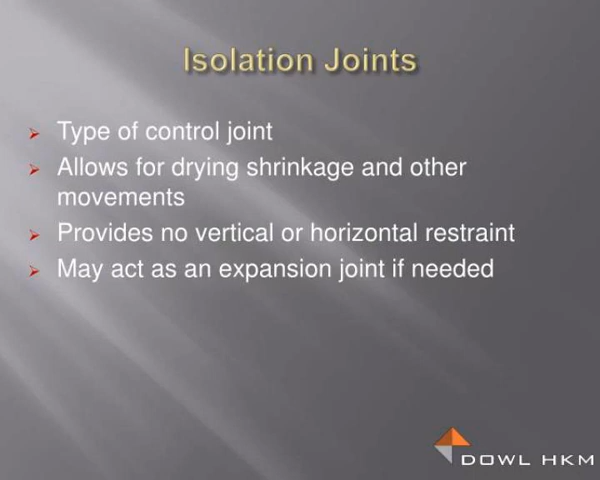 Isolation Joints
Type of control joint
Allows for drying shrinkage and other
movements
Provides no vertical or horizontal restraint
May act as an expansion joint if needed
DOWL HKM